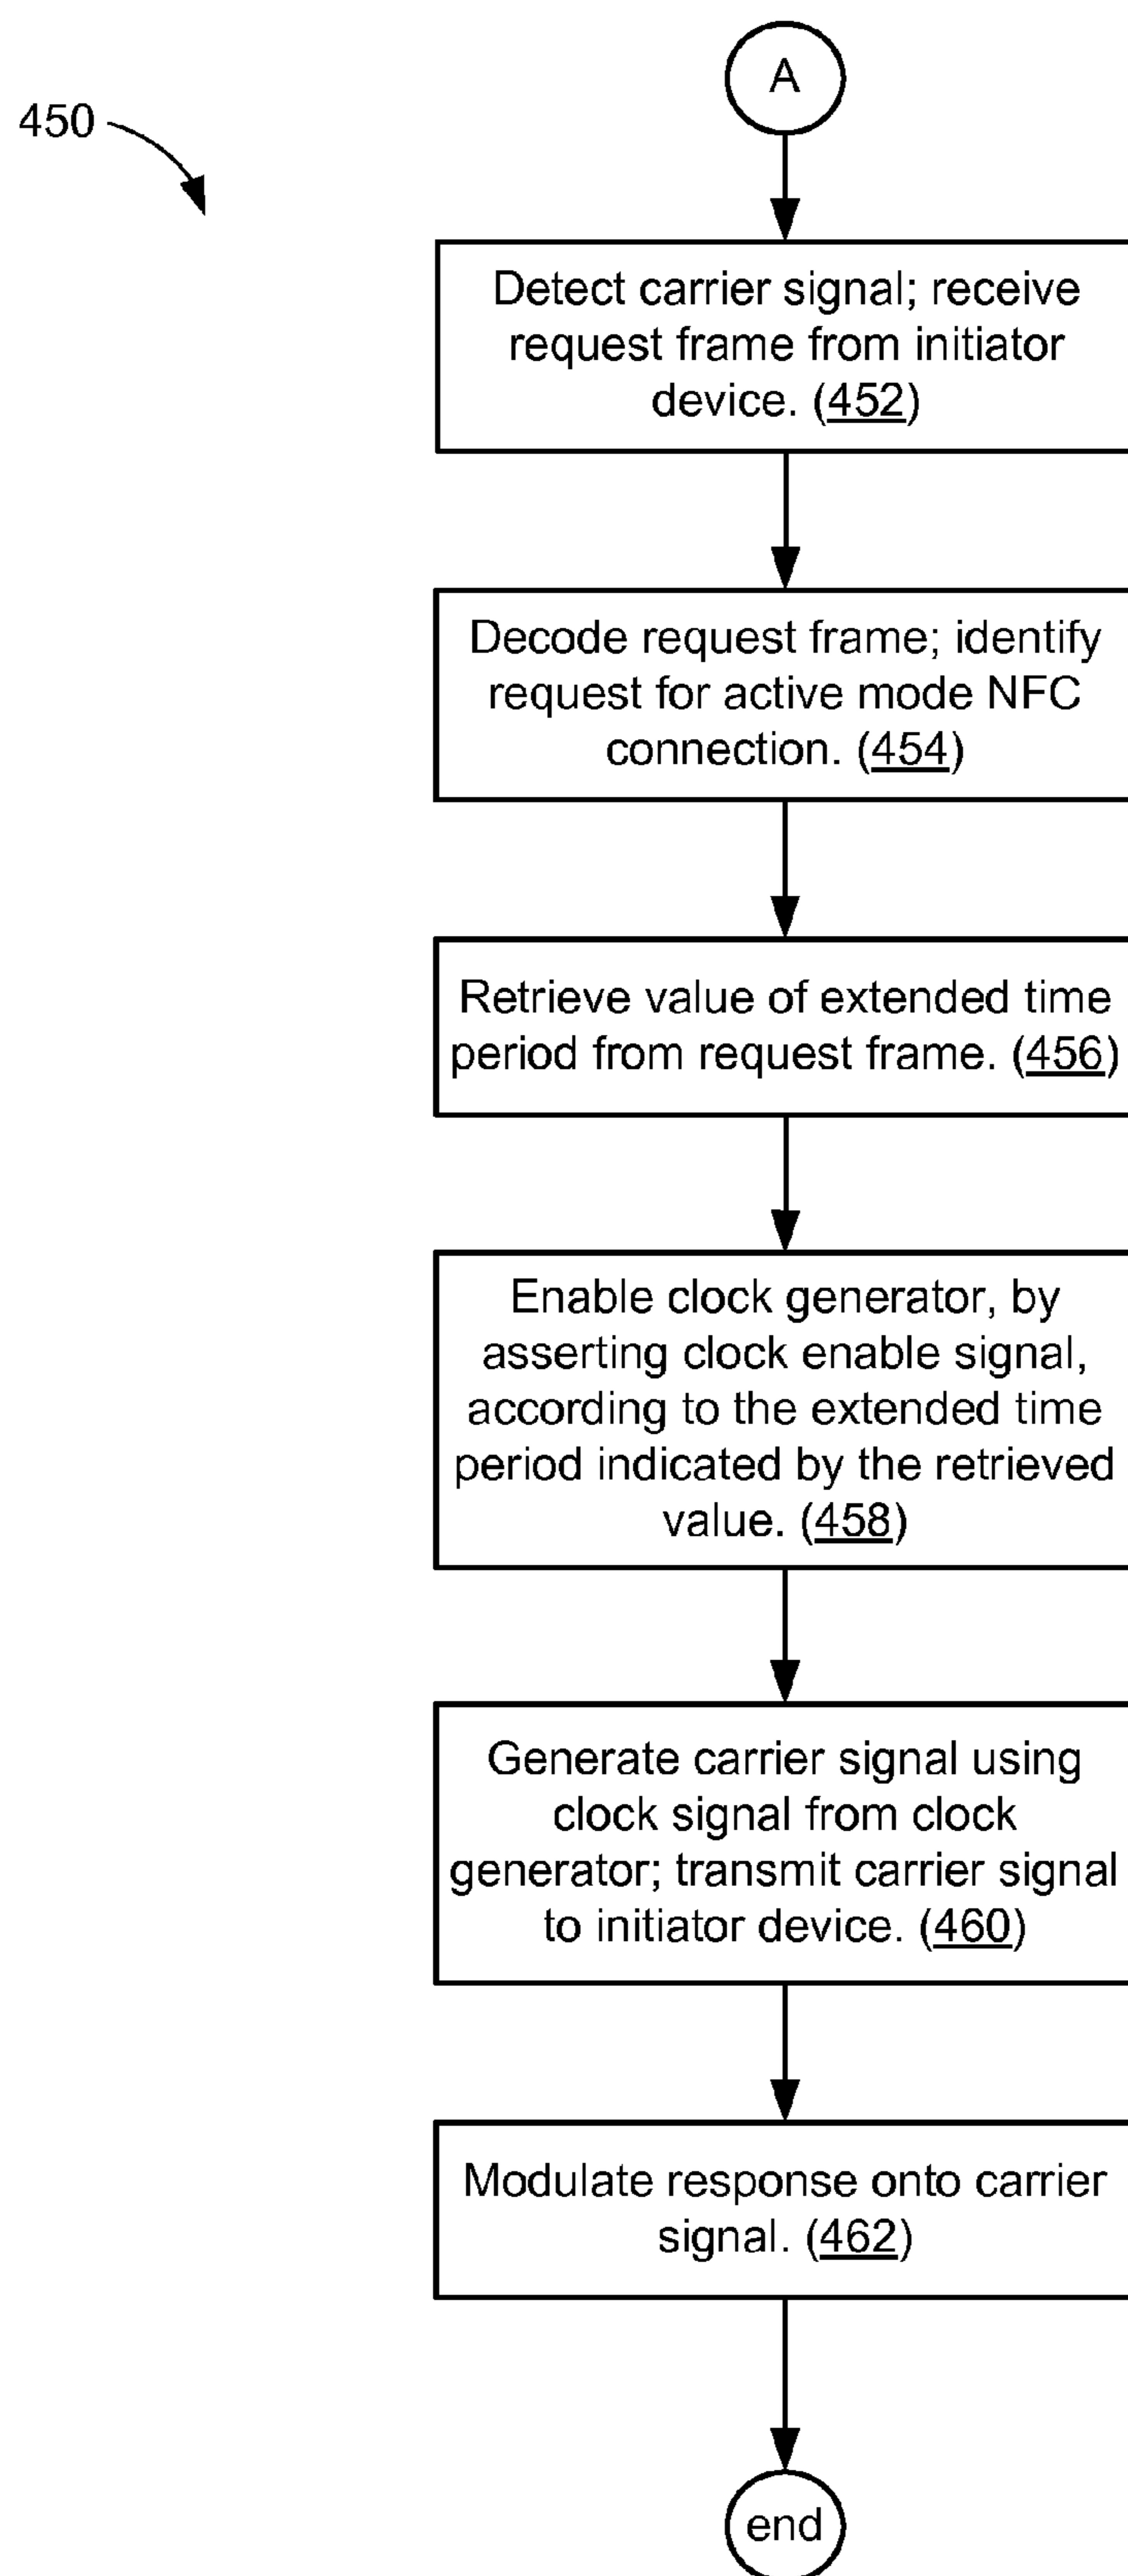 A
450
Detect carrier signal; receive
request frame from initiator
device. (452)
Decode request frame; identify
request for active mode NFC
connection. (454)
Retrieve value of extended time
period from request frame. (456)
Enable clock generator, by
asserting clock enable signal,
according to the extended time
period indicated by the retrieved
value. (458)
Generate carrier signal using
clock signal from clock
generator; transmit carrier signal
to initiator device. (460)
Modulate response onto carrier
signal. (462)
end